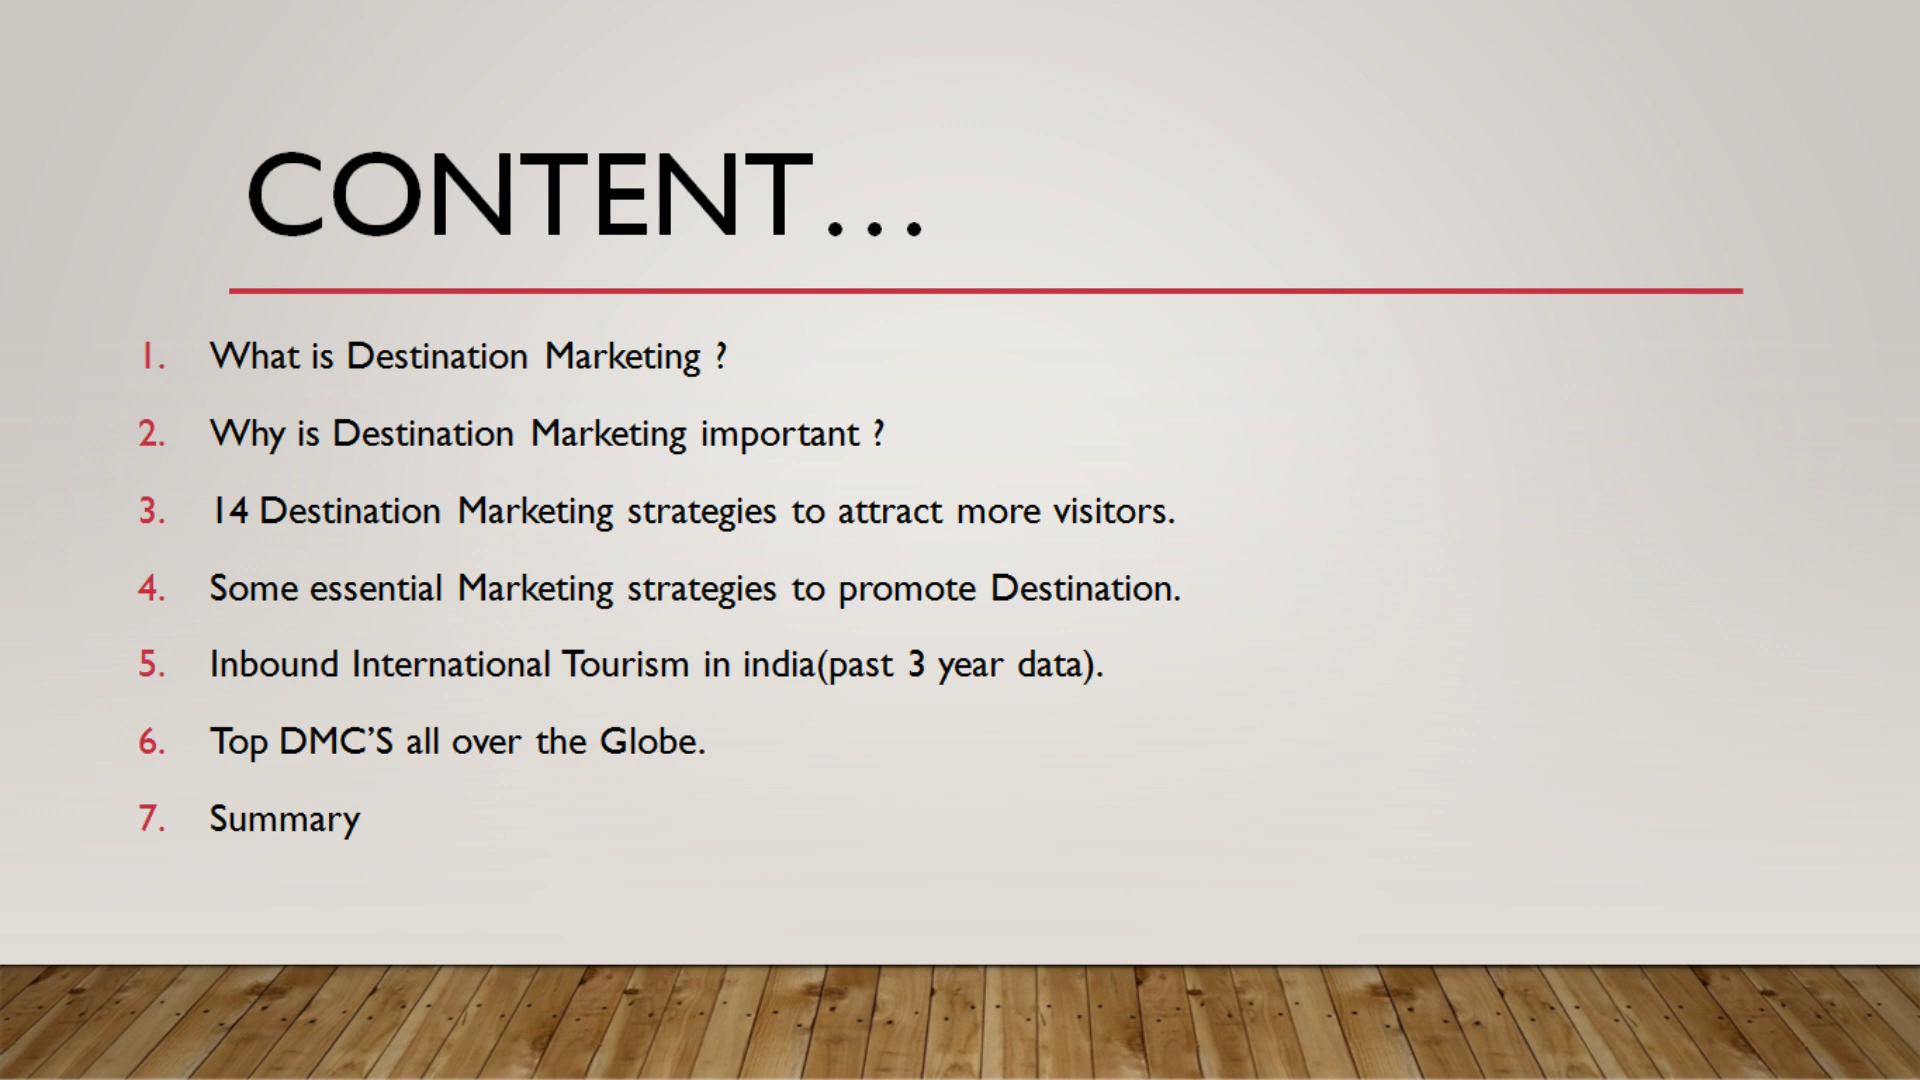 CONTENT…
1. What is Destination Marketing ?
2. Why is Destination Marketing important ?
3. 14 Destination Marketing strategies to attract more visitors.
4. Some essential Marketing strategies to promote Destination.
5. Inbound International Tourism in india(past 3 year data).
6. Top DMC’S all over the Globe.
7. Summary